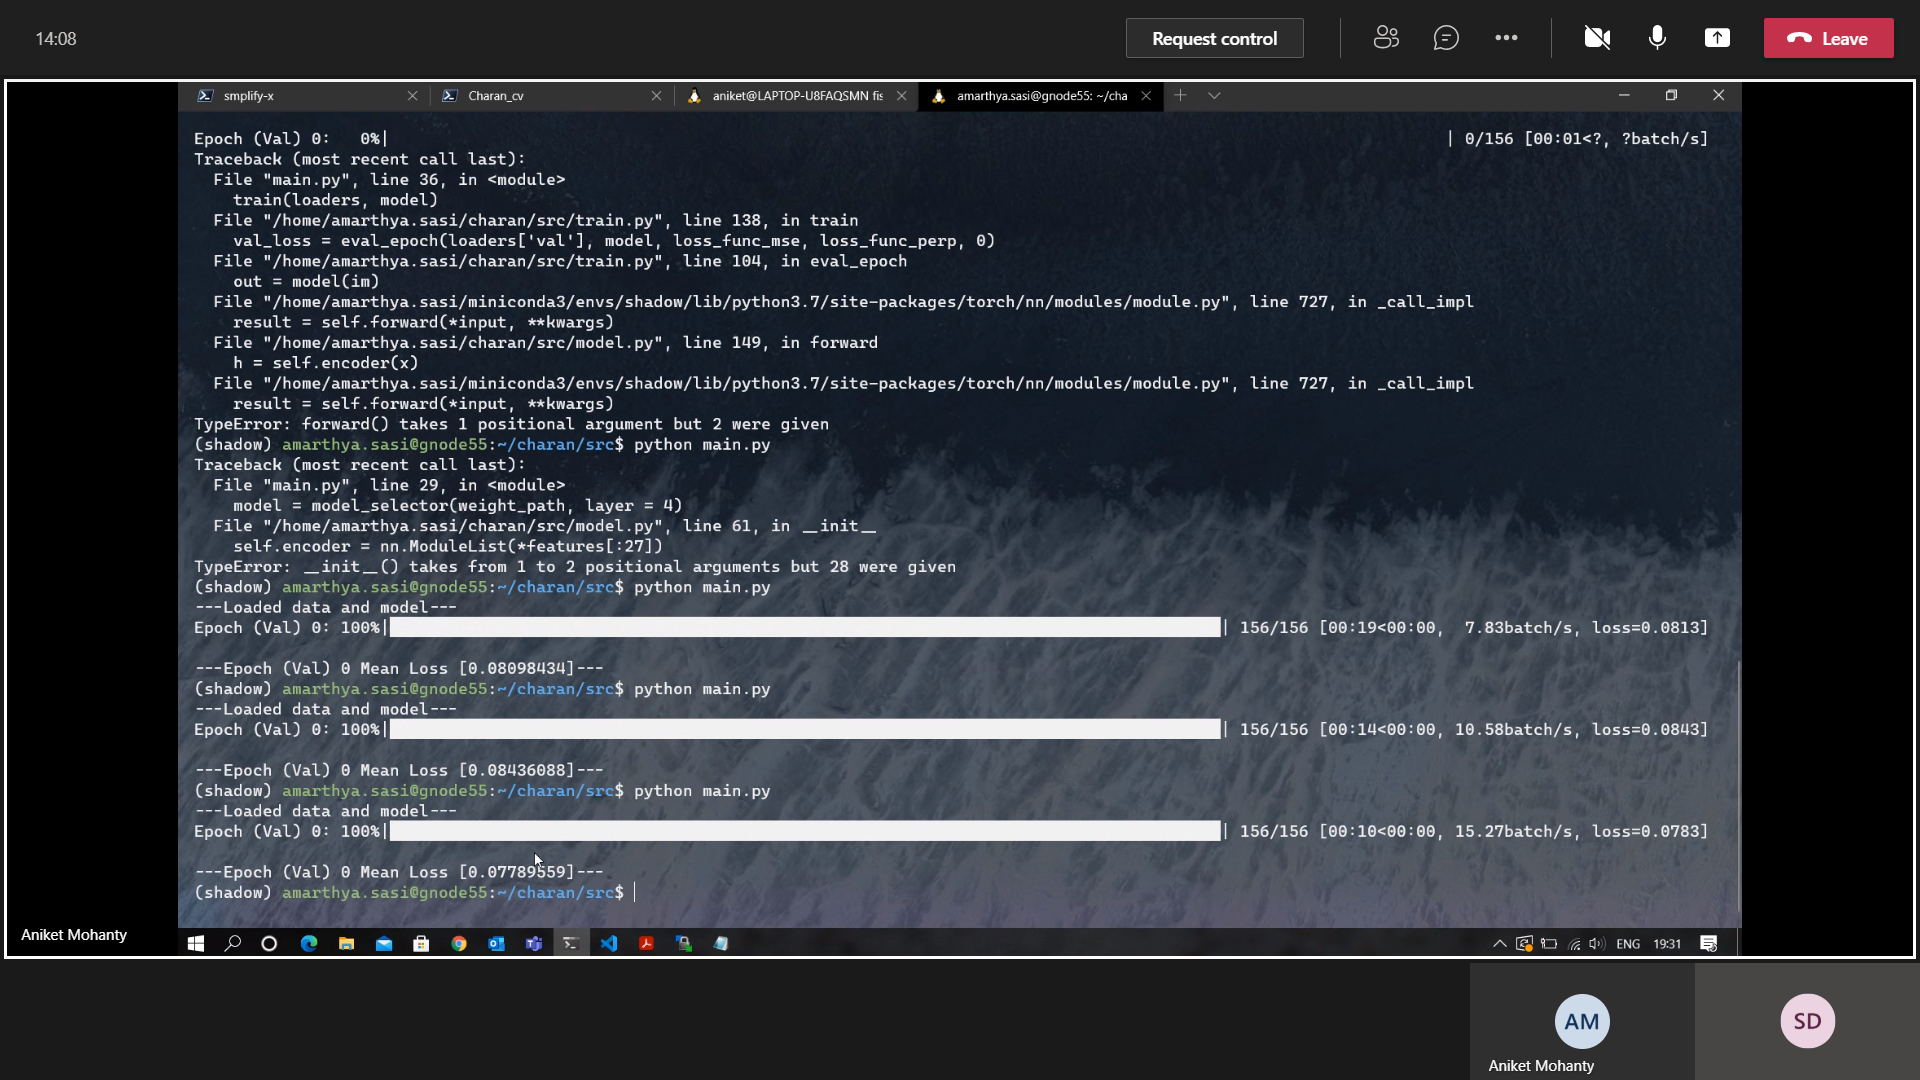 14:08
Request control
Leave
smplify-x
Charan_cv
aniket@LAPTOP-U8FAQSMN fis
amarthya.sasi@gnode55: ~/cha
Epoch (Val) 0:   0%|          | 0/156 [00:01<?, ?batch/s]
Traceback (most recent call last):
  File "main.py", line 36, in <module>
    train(loaders, model)
  File "/home/amarthya.sasi/charan/src/train.py", line 138, in train
    val_loss = eval_epoch(loaders['val'], model, loss_func_mse, loss_func_perp, 0)
  File "/home/amarthya.sasi/charan/src/train.py", line 104, in eval_epoch
    out = model(im)
  File "/home/amarthya.sasi/miniconda3/envs/shadow/lib/python3.7/site-packages/torch/nn/modules/module.py", line 727, in _call_impl
    result = self.forward(*input, **kwargs)
  File "/home/amarthya.sasi/charan/src/model.py", line 149, in forward
    h = self.encoder(x)
  File "/home/amarthya.sasi/miniconda3/envs/shadow/lib/python3.7/site-packages/torch/nn/modules/module.py", line 727, in _call_impl
    result = self.forward(*input, **kwargs)
TypeError: forward() takes 1 positional argument but 2 were given
(shadow) amarthya.sasi@gnode55:~/charan/src$ python main.py
Traceback (most recent call last):
  File "main.py", line 29, in <module>
    model = model_selector(weight_path, layer = 4)
  File "/home/amarthya.sasi/charan/src/model.py", line 61, in __init__
    self.encoder = nn.ModuleList(*features[:27])
TypeError: __init__() takes from 1 to 2 positional arguments but 28 were given
(shadow) amarthya.sasi@gnode55:~/charan/src$ python main.py
---Loaded data and model---
Epoch (Val) 0: 100%|          | 156/156 [00:19<00:00,  7.83batch/s, loss=0.0813]
---Epoch (Val) 0 Mean Loss [0.08098434]---
(shadow) amarthya.sasi@gnode55:~/charan/src$ python main.py
---Loaded data and model---
Epoch (Val) 0: 100%|          | 156/156 [00:14<00:00, 10.58batch/s, loss=0.0843]
---Epoch (Val) 0 Mean Loss [0.08436088]---
(shadow) amarthya.sasi@gnode55:~/charan/src$ python main.py
---Loaded data and model---
Epoch (Val) 0: 100%|          | 156/156 [00:10<00:00, 15.27batch/s, loss=0.0783]
---Epoch (Val) 0 Mean Loss [0.07789559]---
(shadow) amarthya.sasi@gnode55:~/charan/src$
Aniket Mohanty
ENG 19:31
AM
SD
Aniket Mohanty